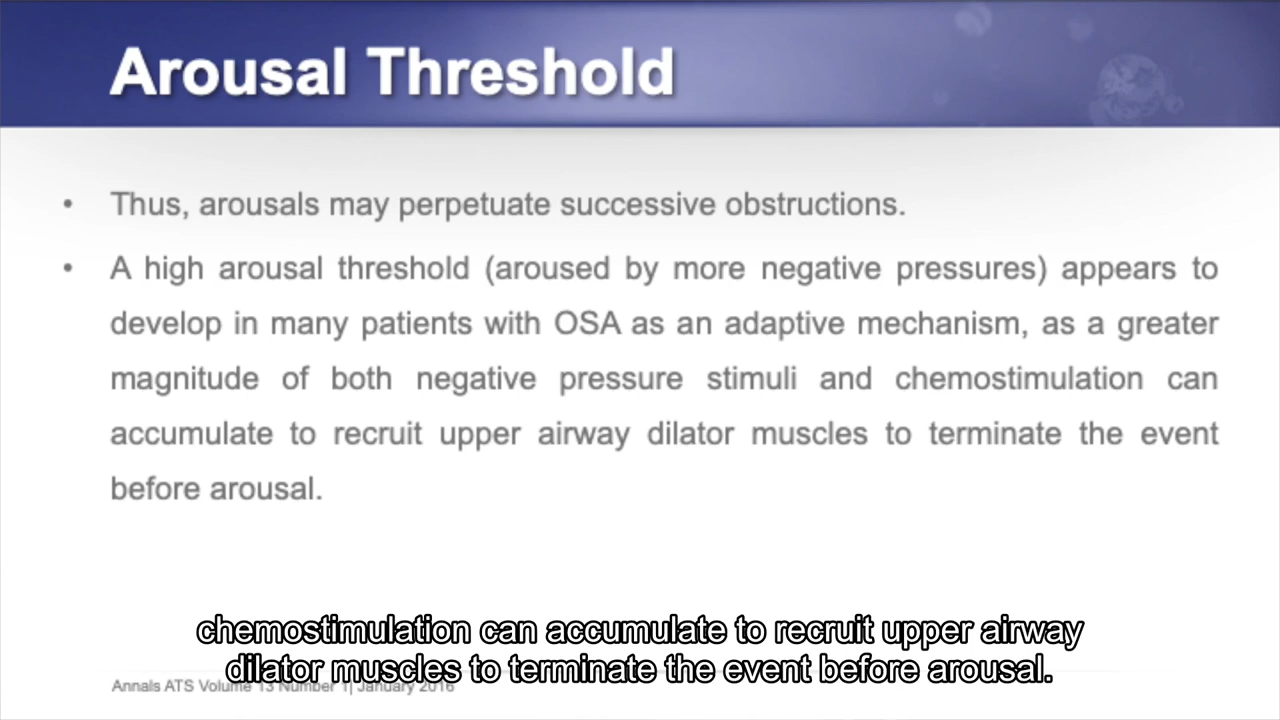 Arousal Threshold
• Thus, arousals may perpetuate successive obstructions.
• A high arousal threshold (aroused by more negative pressures) appears to
develop in many patients with OSA as an adaptive mechanism, as a greater
magnitude of both negative pressure stimuli and chemostimulation can
accumulate to recruit upper airway dilator muscles to terminate the event
before arousal.
chemostimulation can accumulate to recruit upper airway
dilator muscles to terminate the event before arousal.
Annals ATS Volume 13 Number 1| January 2016